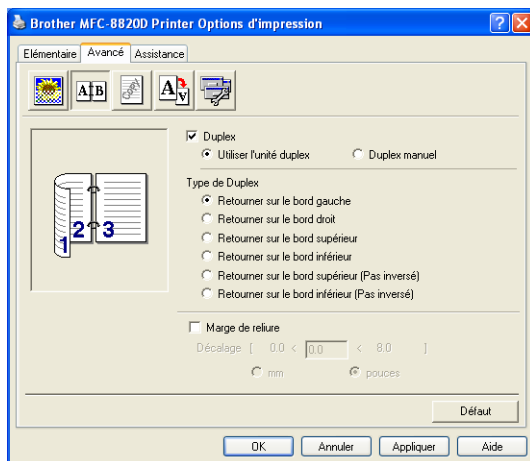 Brother MFC-8820D Printer Options d'impression
Elémentaire Avancé Assistance
A B
A A
1 2 3
Duplex
Utiliser l'unité duplex Duplex manuel
Type de Duplex
Retourner sur le bord gauche
Retourner sur le bord droit
Retourner sur le bord supérieur
Retourner sur le bord inférieur
Retourner sur le bord supérieur (Pas inversé)
Retourner sur le bord inférieur (Pas inversé)
Marge de reliure
Décalage [ 0.0 < 0.0 < 8.0 ]
mm pouces
Défaut
OK Annuler Appliquer Aide